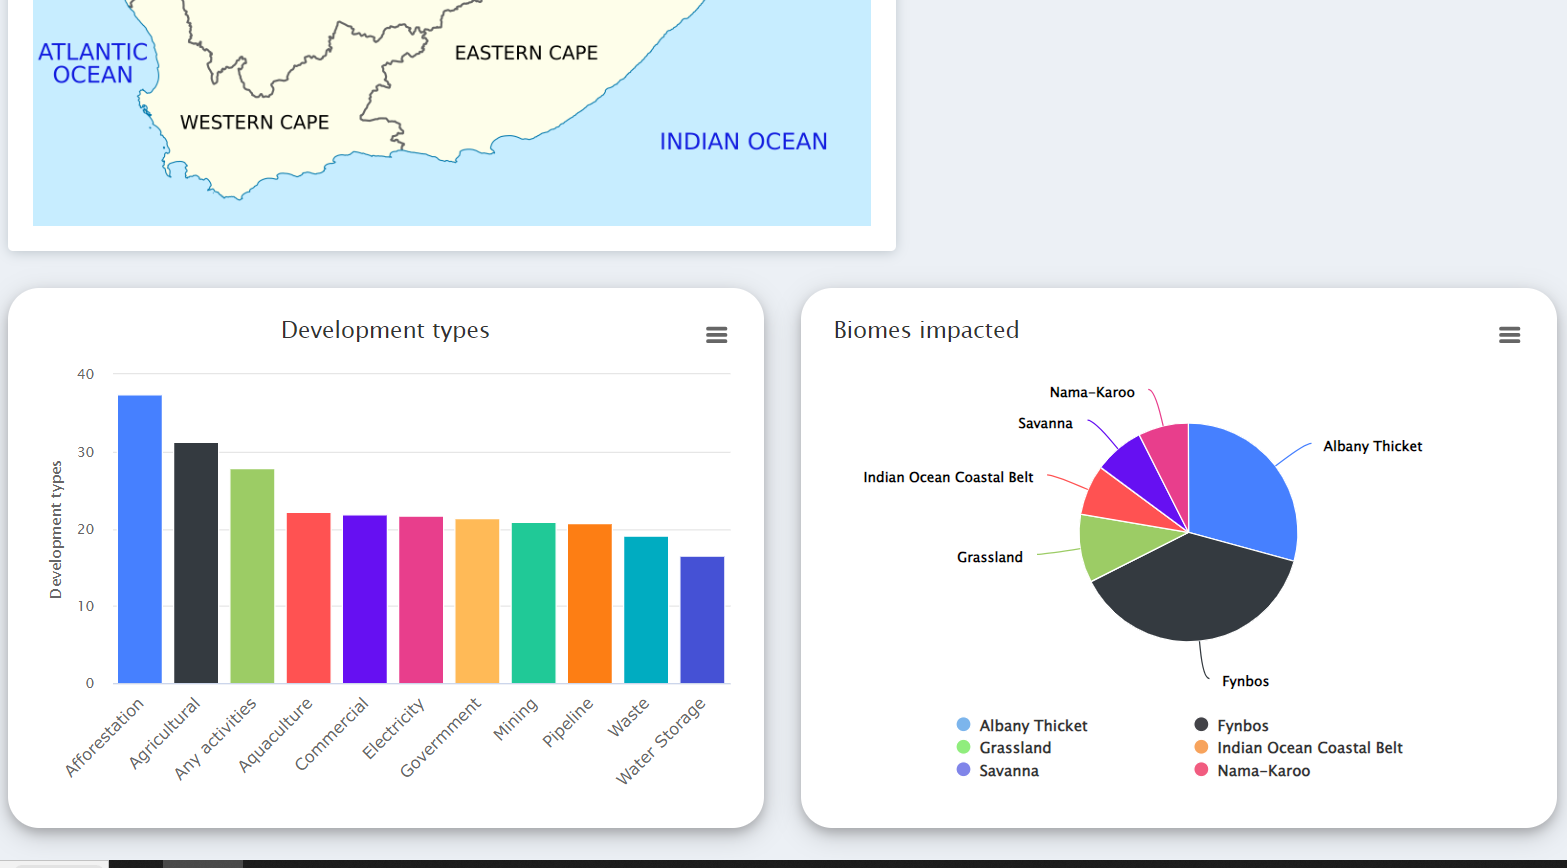 ATLANTIC
OCEAN
EASTERN CAPE
WESTERN CAPE
INDIAN OCEAN
Development types
40
30
20
10
0
Development types
Afforestation
Agricultural
Any activities
Aquaculture
Commercial
Electricity
Govermment
Mining
Pipeline
Waste
Water Storage
Biomes impacted
Nama-Karoo
Savanna
Albany Thicket
Indian Ocean Coastal Belt
Grassland
Fynbos
Albany Thicket
Fynbos
Grassland
Indian Ocean Coastal Belt
Savanna
Nama-Karoo